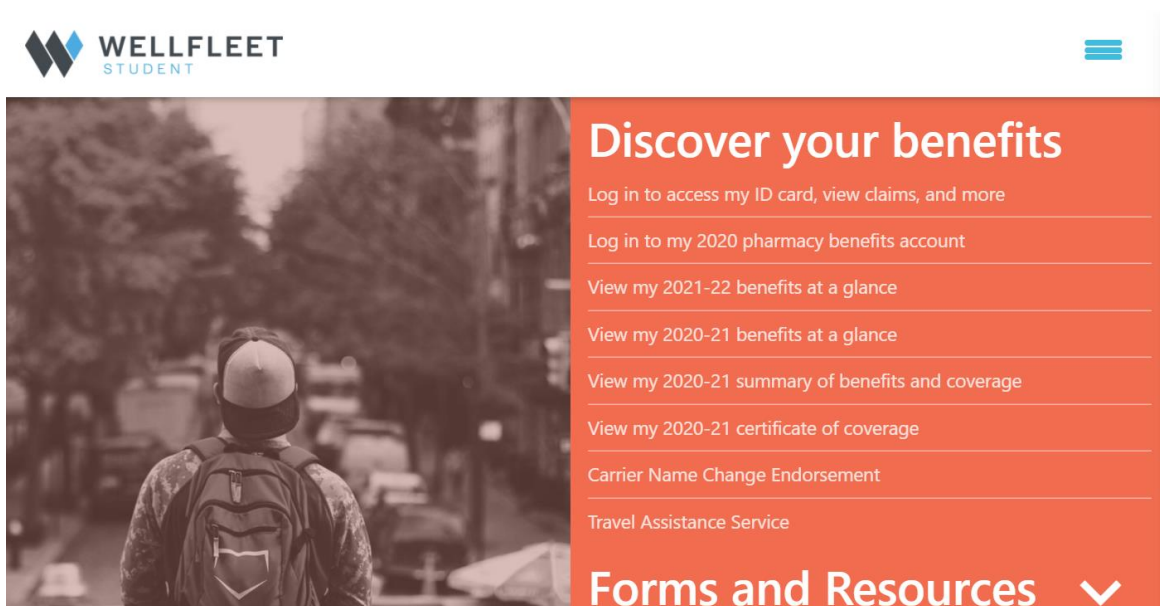 WELLFLEET
STUDENT
Discover your benefits
Log in to access my ID card, view claims, and more
Log in to my 2020 pharmacy benefits account
View my 2021-22 benefits at a glance
View my 2020-21 benefits at a glance
View my 2020-21 summary of benefits and coverage
View my 2020-21 certificate of coverage
Carrier Name Change Endorsement
Travel Assistance Service
Forms and Resources